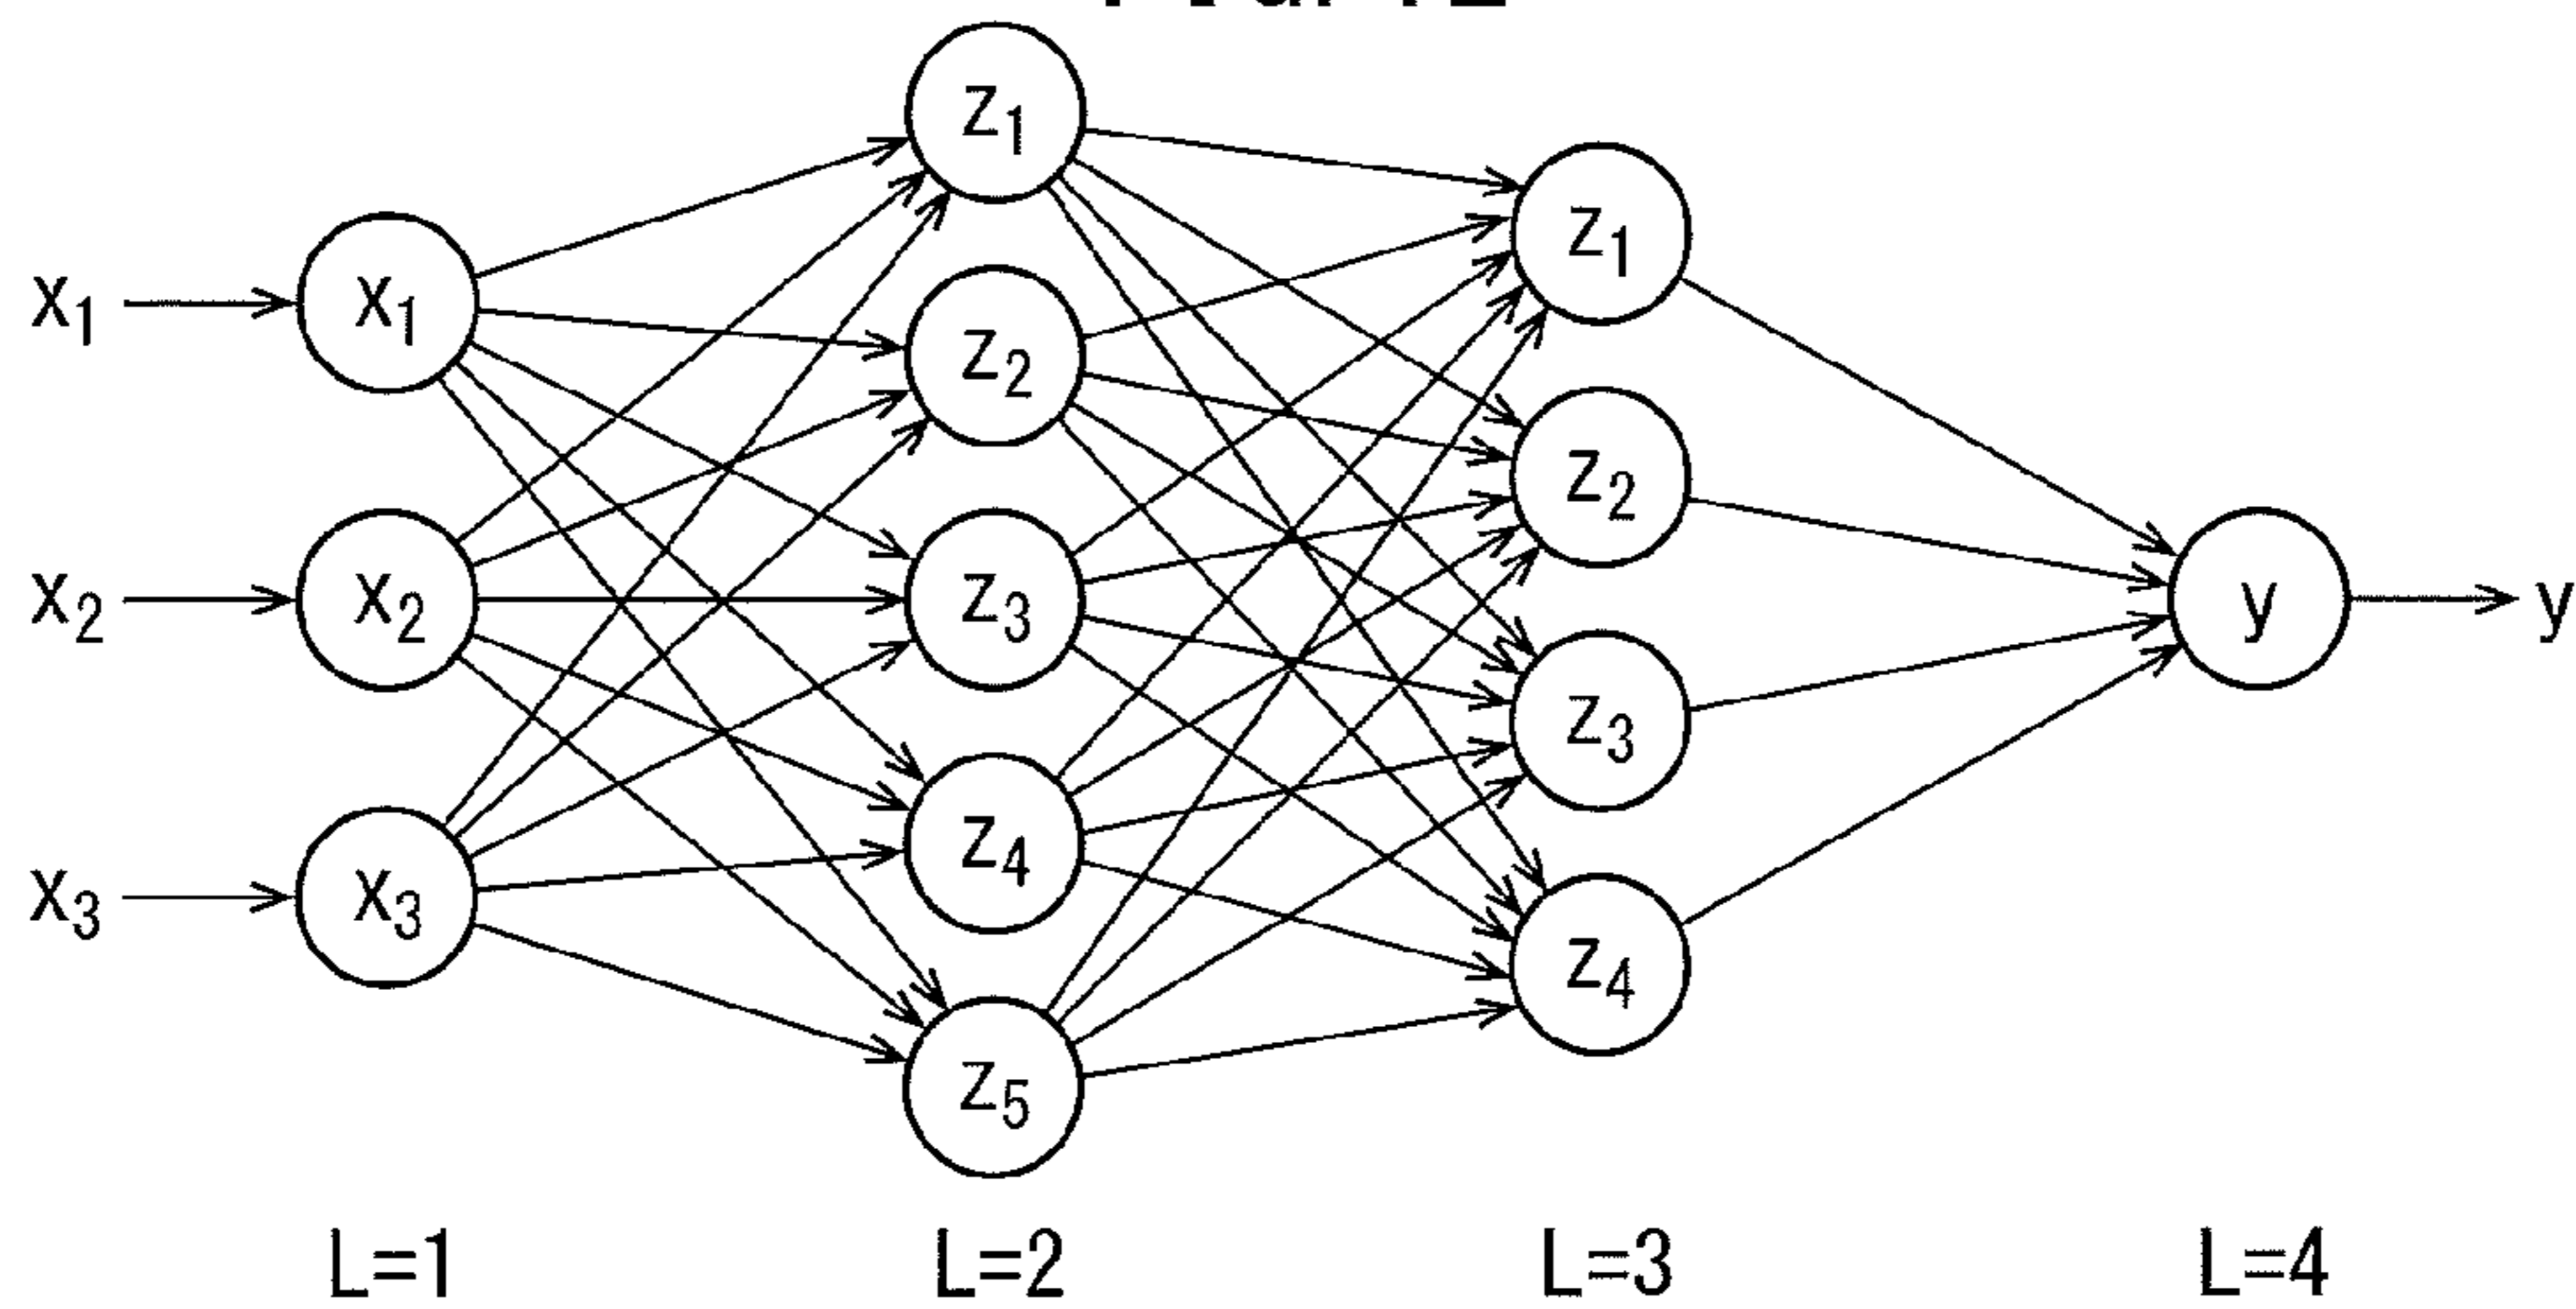 x₁
x₂
x₃
x₁
x₂
x₃
z₁
z₂
z₃
z₄
z₅
z₁
z₂
z₃
z₄
y
y
L=1 L=2 L=3 L=4